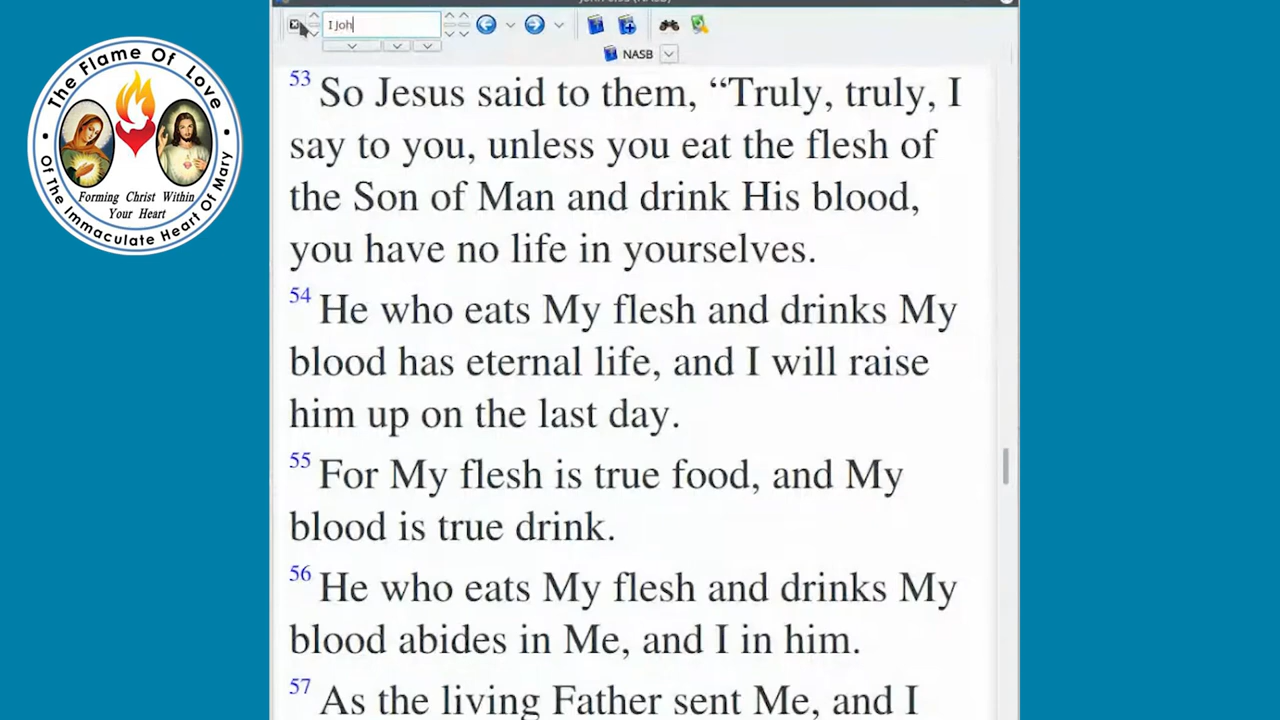 The Flame Of Love
Of The Immaculate Heart Of Mary
Forming Christ Within
Your Heart
I Joh
NASB
53 So Jesus said to them, “Truly, truly, I
say to you, unless you eat the flesh of
the Son of Man and drink His blood,
you have no life in yourselves.
54 He who eats My flesh and drinks My
blood has eternal life, and I will raise
him up on the last day.
55 For My flesh is true food, and My
blood is true drink.
56 He who eats My flesh and drinks My
blood abides in Me, and I in him.
57 As the living Father sent Me, and I